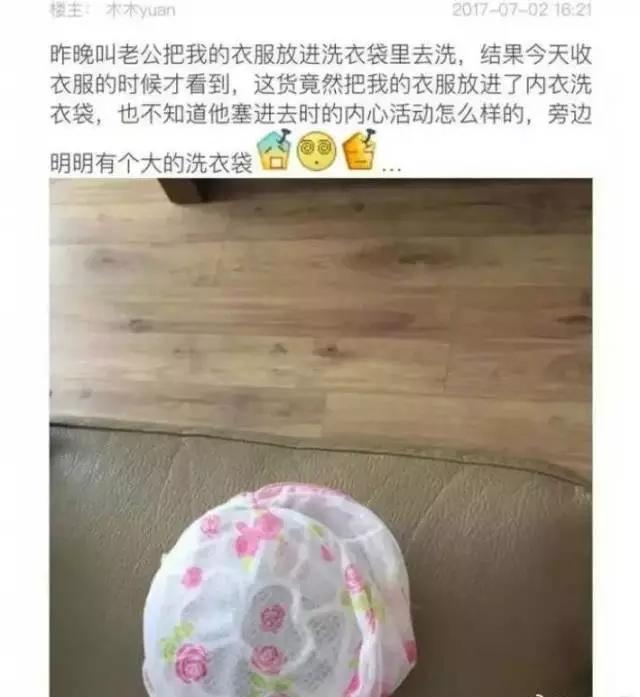 楼主： 木木yuan
2017-07-02 16:21
昨晚叫老公把我的衣服放进洗衣袋里去洗，结果今天收
衣服的时候才看到，这货竟然把我的衣服放进了内衣洗
衣袋，也不知道他塞进去时的内心活动怎么样的，旁边
明明有个大的洗衣袋...